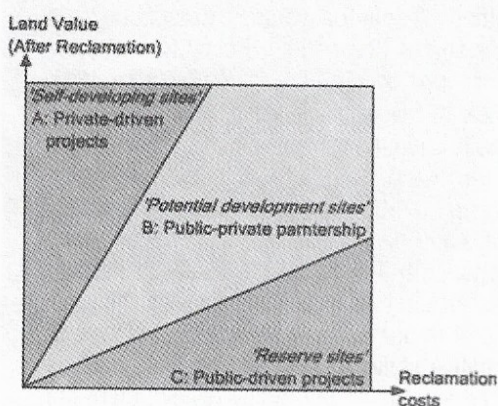 Land Value
(After Reclamation)
'Self-developing sites'
A: Private-driven
projects
'Potential development sites'
B: Public-private parntership
'Reserve sites'
C: Public-driven projects
Reclamation
costs